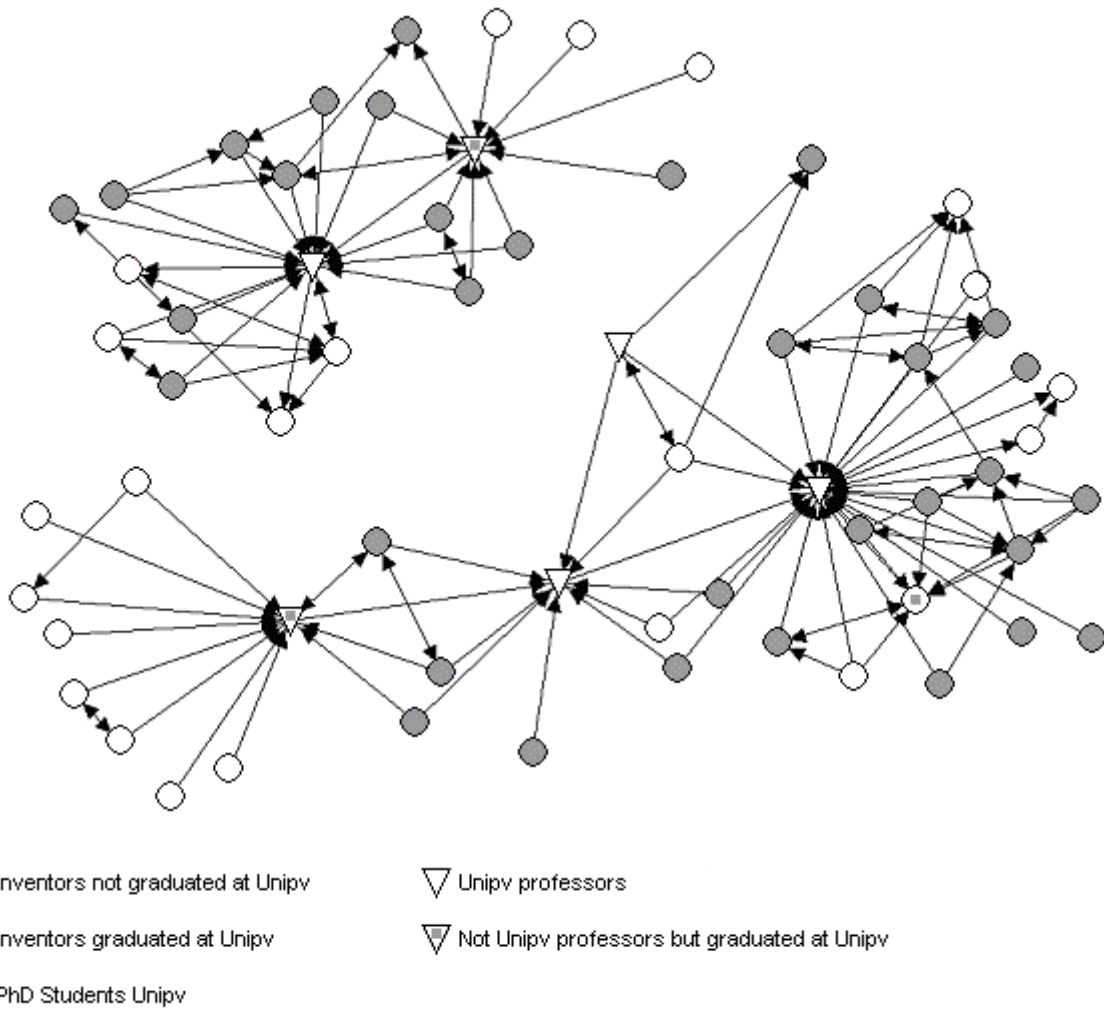 nventors not graduated at Unipv
Unipv professors
nventors graduated at Unipv
Not Unipv professors but graduated at Unipv
PhD Students Unipv